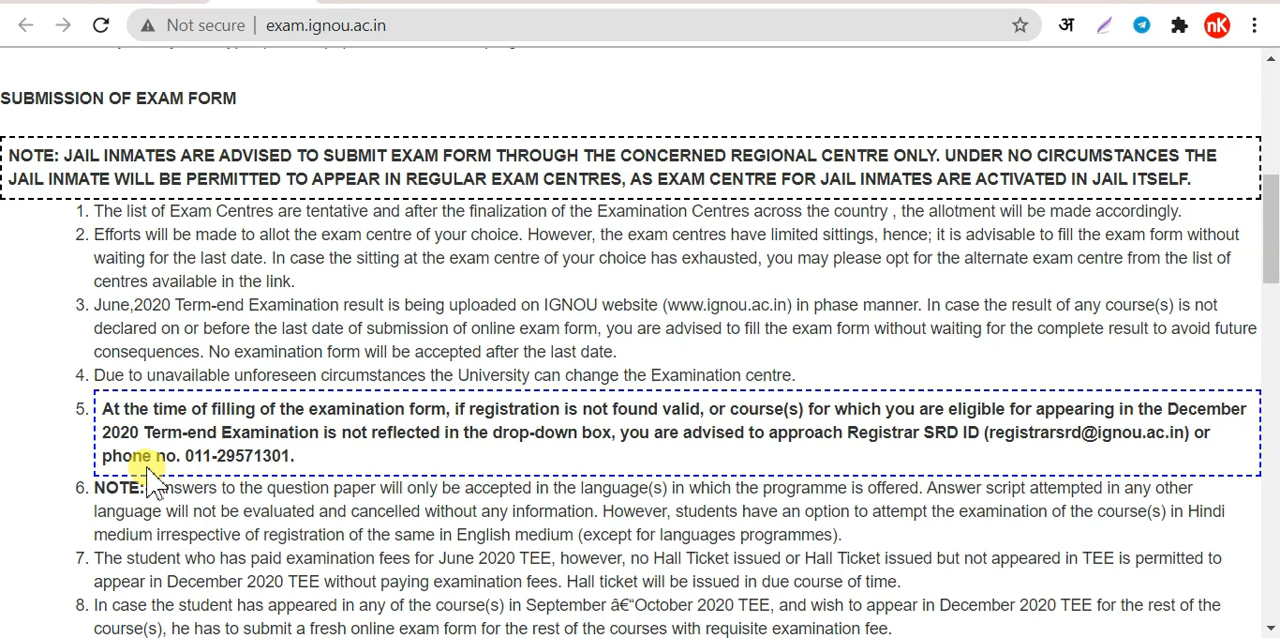 Not secure | exam.ignou.ac.in अ nK
SUBMISSION OF EXAM FORM
NOTE: JAIL INMATES ARE ADVISED TO SUBMIT EXAM FORM THROUGH THE CONCERNED REGIONAL CENTRE ONLY. UNDER NO CIRCUMSTANCES THE
JAIL INMATE WILL BE PERMITTED TO APPEAR IN REGULAR EXAM CENTRES, AS EXAM CENTRE FOR JAIL INMATES ARE ACTIVATED IN JAIL ITSELF.
1. The list of Exam Centres are tentative and after the finalization of the Examination Centres across the country , the allotment will be made accordingly.
2. Efforts will be made to allot the exam centre of your choice. However, the exam centres have limited sittings, hence; it is advisable to fill the exam form without
waiting for the last date. In case the sitting at the exam centre of your choice has exhausted, you may please opt for the alternate exam centre from the list of
centres available in the link.
3. June,2020 Term-end Examination result is being uploaded on IGNOU website (www.ignou.ac.in) in phase manner. In case the result of any course(s) is not
declared on or before the last date of submission of online exam form, you are advised to fill the exam form without waiting for the complete result to avoid future
consequences. No examination form will be accepted after the last date.
4. Due to unavailable unforeseen circumstances the University can change the Examination centre.
5. At the time of filling of the examination form, if registration is not found valid, or course(s) for which you are eligible for appearing in the December
2020 Term-end Examination is not reflected in the drop-down box, you are advised to approach Registrar SRD ID (registrarsrd@ignou.ac.in) or
phone no. 011-29571301.
6. NOTE: Answers to the question paper will only be accepted in the language(s) in which the programme is offered. Answer script attempted in any other
language will not be evaluated and cancelled without any information. However, students have an option to attempt the examination of the course(s) in Hindi
medium irrespective of registration of the same in English medium (except for languages programmes).
7. The student who has paid examination fees for June 2020 TEE, however, no Hall Ticket issued or Hall Ticket issued but not appeared in TEE is permitted to
appear in December 2020 TEE without paying examination fees. Hall ticket will be issued in due course of time.
8. In case the student has appeared in any of the course(s) in September â€“October 2020 TEE, and wish to appear in December 2020 TEE for the rest of the
course(s), he has to submit a fresh online exam form for the rest of the courses with requisite examination fee.